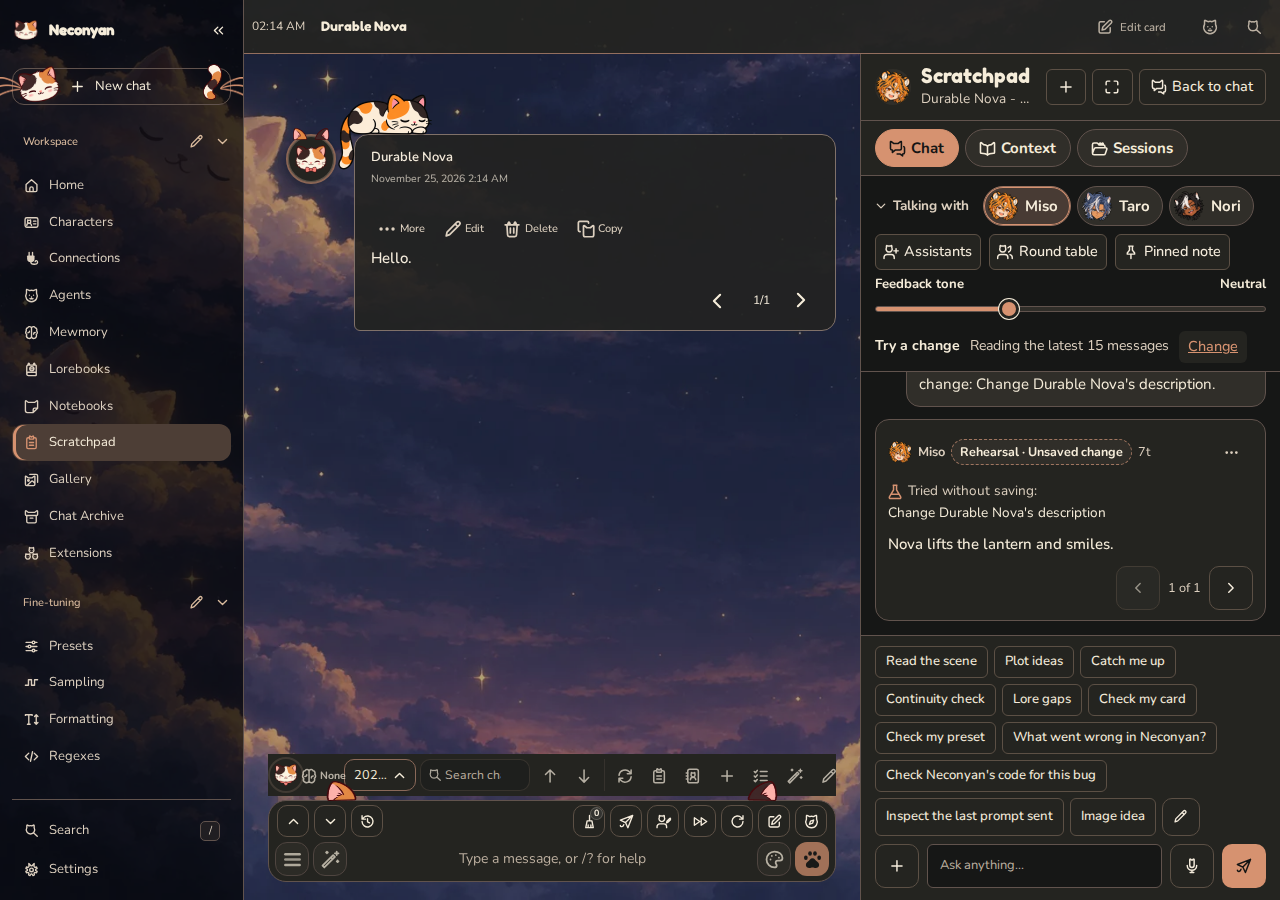 Neconyan
New chat
Workspace
Home
Characters
Connections
Agents
Mewmory
Lorebooks
Notebooks
Scratchpad
Gallery
Chat Archive
Extensions
Fine-tuning
Presets
Sampling
Formatting
Regexes
Search
/
Settings
02:14 AM Durable Nova
Edit card
Durable Nova
November 25, 2026 2:14 AM
More Edit Delete Copy
Hello.
1/1
None 202... Search ch
0
Type a message, or /? for help
Scratchpad
Durable Nova - ...
Back to chat
Chat Context Sessions
Talking with Miso Taro Nori
Assistants Round table Pinned note
Feedback tone Neutral
Try a change Reading the latest 15 messages Change
change: Change Durable Nova's description.
Miso Rehearsal · Unsaved change 7t
Tried without saving:
Change Durable Nova's description
Nova lifts the lantern and smiles.
1 of 1
Read the scene Plot ideas Catch me up
Continuity check Lore gaps Check my card
Check my preset What went wrong in Neconyan?
Check Neconyan's code for this bug
Inspect the last prompt sent Image idea
Ask anything...